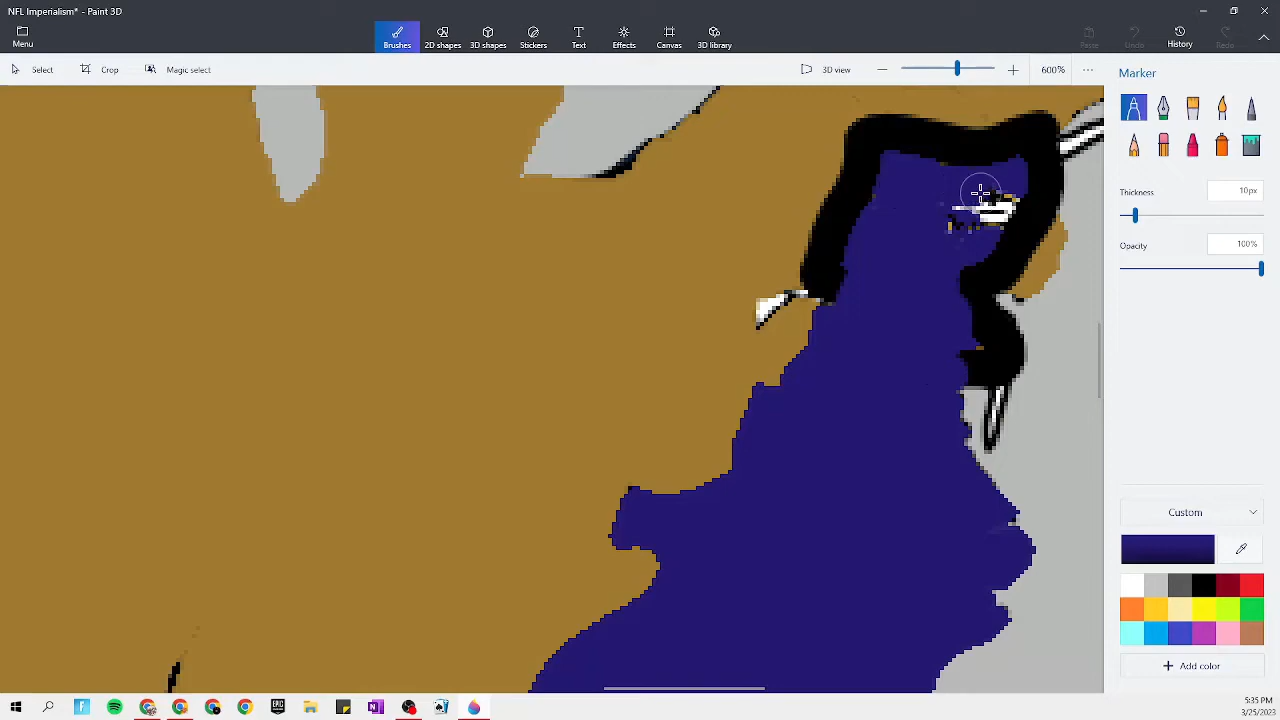 NFL Imperialism* - Paint 3D
Menu
Brushes
2D shapes
3D shapes
Stickers
Text
Effects
Canvas
3D library
Paste
Undo
History
Redo
Select
Crop
Magic select
3D view
600%
Marker
Thickness
10px
Opacity
100%
Custom
Add color
5:35 PM
3/25/2023